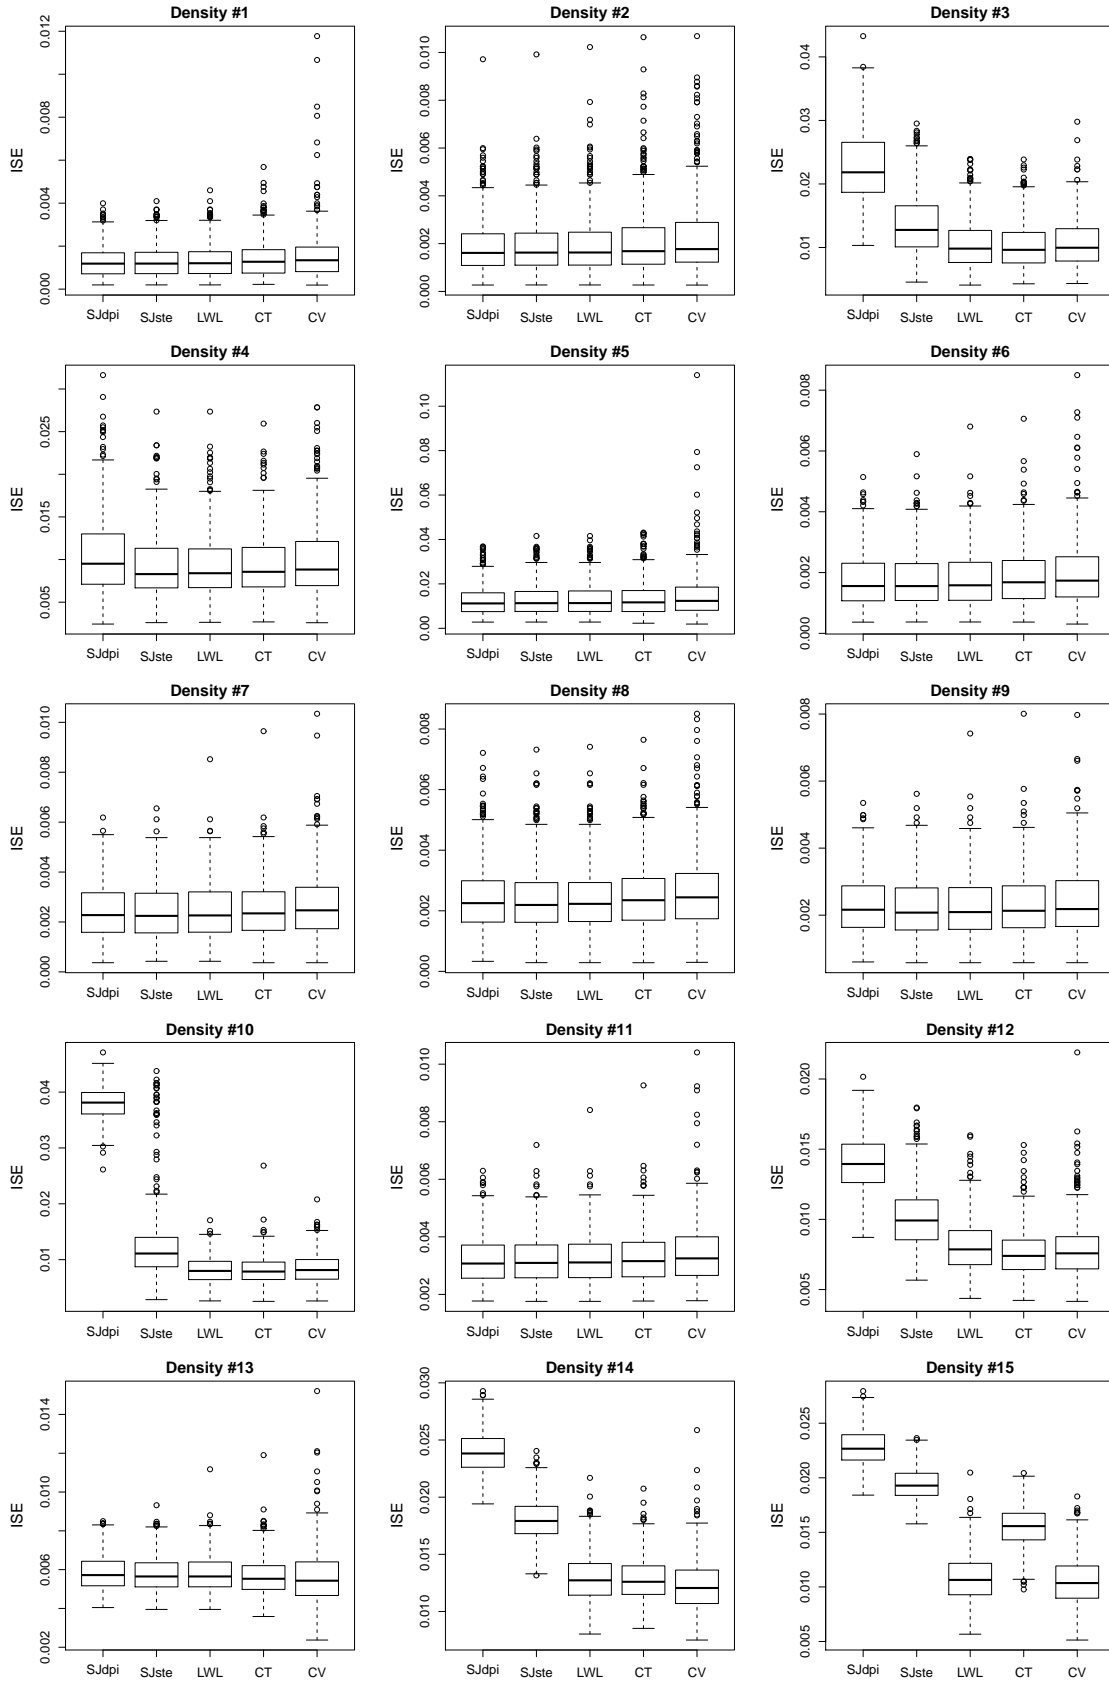 Density #1
Density #2
Density #3
ISE
0.000 0.004 0.008 0.012
SJdpi SJste LWL CT CV
ISE
0.000 0.002 0.004 0.006 0.008 0.010
SJdpi SJste LWL CT CV
ISE
0.01 0.02 0.03 0.04
SJdpi SJste LWL CT CV
Density #4
Density #5
Density #6
ISE
0.005 0.015 0.025
SJdpi SJste LWL CT CV
ISE
0.00 0.02 0.04 0.06 0.08 0.10
SJdpi SJste LWL CT CV
ISE
0.000 0.002 0.004 0.006 0.008
SJdpi SJste LWL CT CV
Density #7
Density #8
Density #9
ISE
0.000 0.002 0.004 0.006 0.008 0.010
SJdpi SJste LWL CT CV
ISE
0.000 0.002 0.004 0.006 0.008
SJdpi SJste LWL CT CV
ISE
0.002 0.004 0.006 0.008
SJdpi SJste LWL CT CV
Density #10
Density #11
Density #12
ISE
0.01 0.02 0.03 0.04
SJdpi SJste LWL CT CV
ISE
0.002 0.004 0.006 0.008 0.010
SJdpi SJste LWL CT CV
ISE
0.005 0.010 0.015 0.020
SJdpi SJste LWL CT CV
Density #13
Density #14
Density #15
ISE
0.002 0.006 0.010 0.014
SJdpi SJste LWL CT CV
ISE
0.010 0.015 0.020 0.025 0.030
SJdpi SJste LWL CT CV
ISE
0.005 0.010 0.015 0.020 0.025
SJdpi SJste LWL CT CV